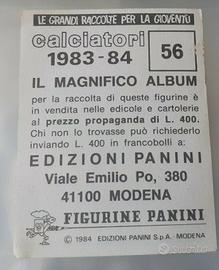 LE GRANDI RACCOLTE PER LA GIOVENTÙ
calciatori
1983-84
56
IL MAGNIFICO ALBUM
per la raccolta di queste figurine è
in vendita nelle edicole e cartolerie
al prezzo propaganda di L. 400.
Chi non lo trovasse può richiederlo
inviando L. 400 in francobolli a:
EDIZIONI PANINI
Viale Emilio Po, 380
41100 MODENA
FIGURINE PANINI
© 1984 EDIZIONI PANINI S.p.A. - MODENA
subito